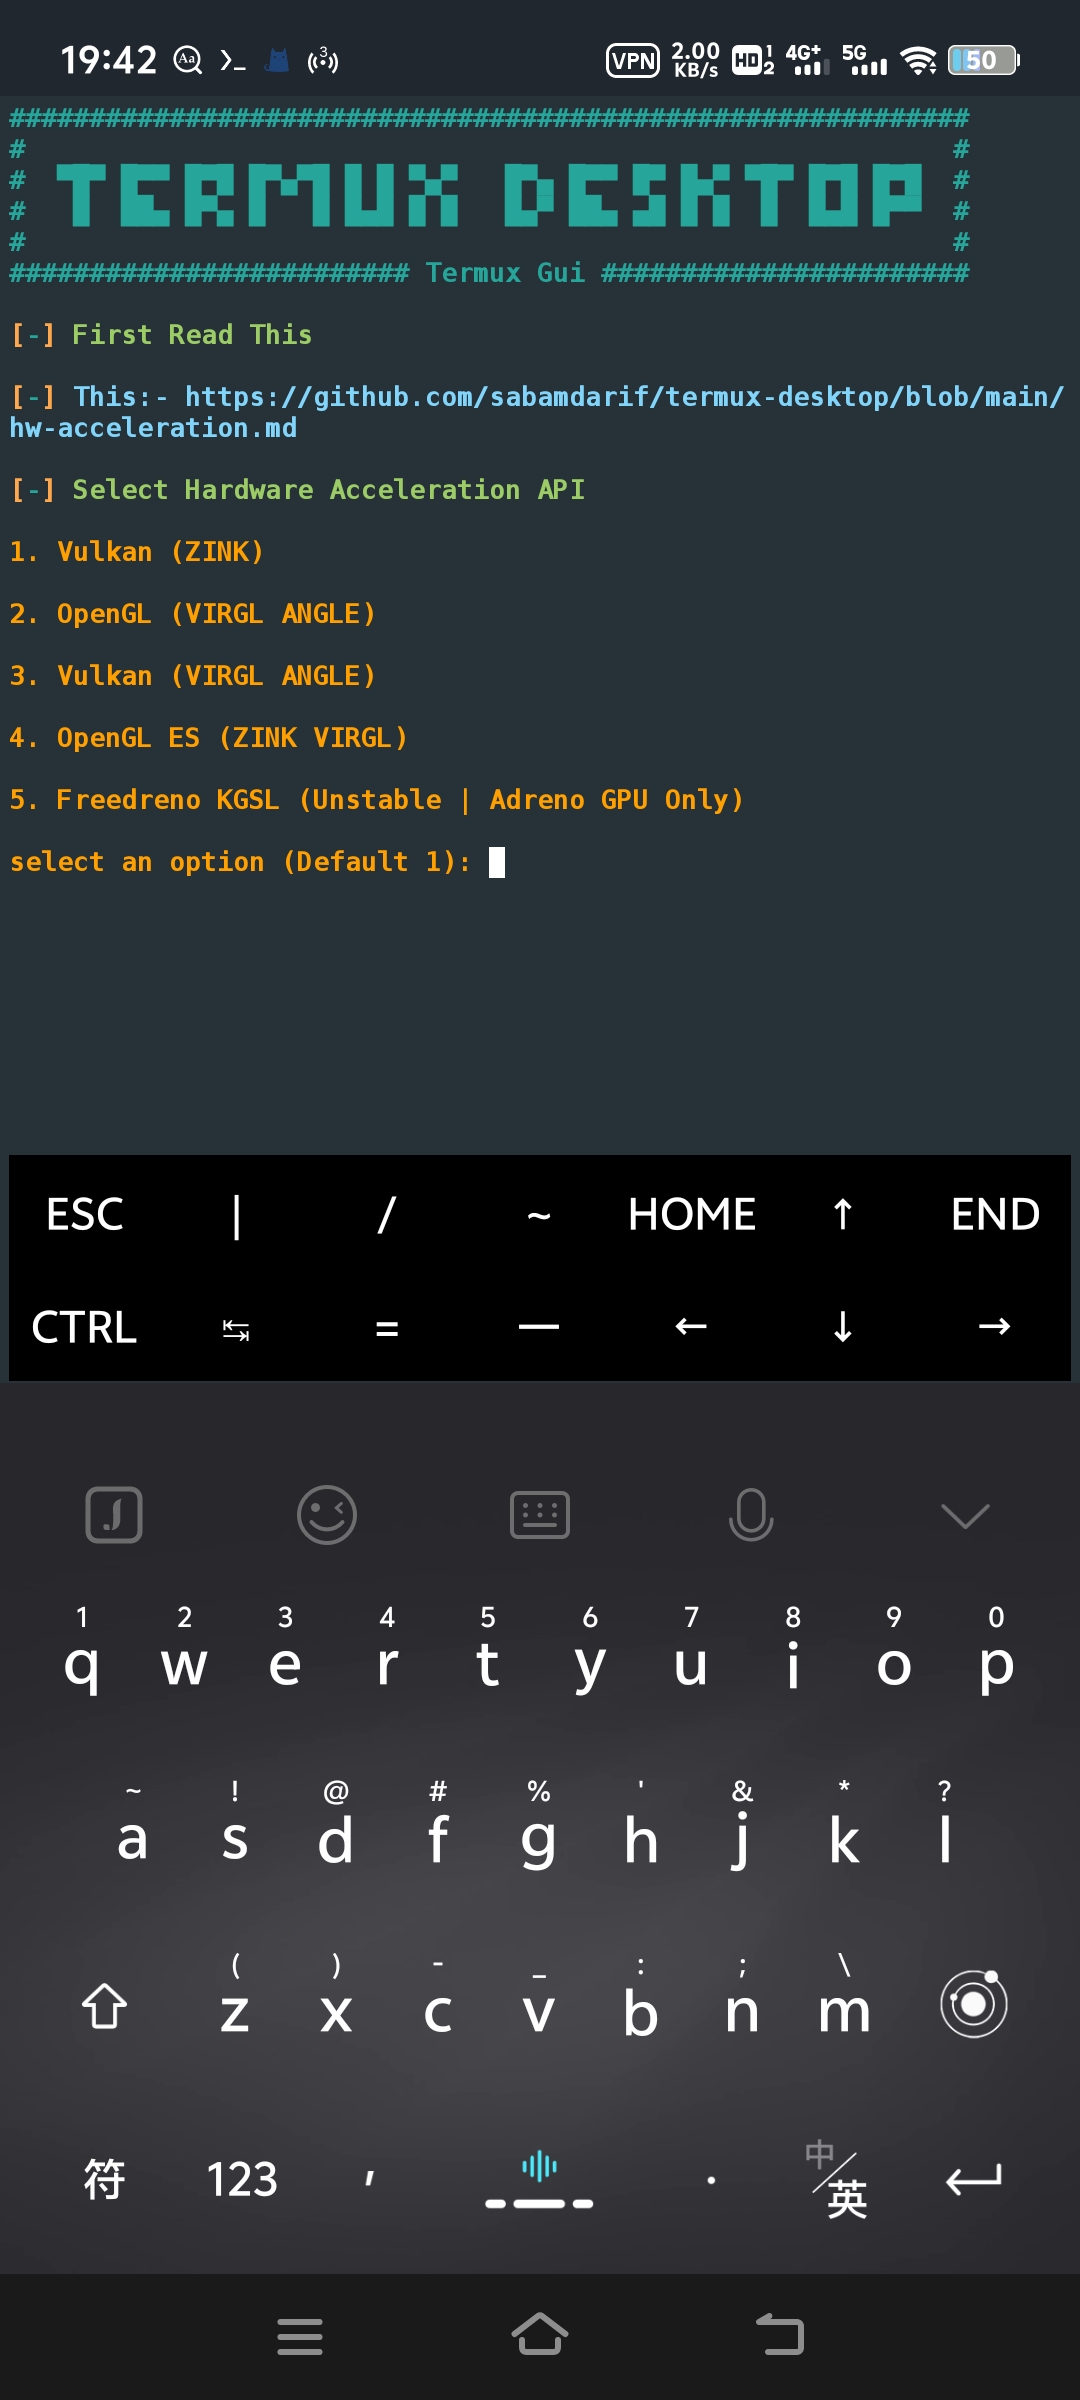 19:42 Aa 3 VPN 2.00 KB/s HD 1 2 4G+ 5G 50
############################################################
# #
# TERMUX DESKTOP #
# #
# #
######################### Termux Gui #######################
[-] First Read This
[-] This:- https://github.com/sabamdarif/termux-desktop/blob/main/
hw-acceleration.md
[-] Select Hardware Acceleration API
1. Vulkan (ZINK)
2. OpenGL (VIRGL ANGLE)
3. Vulkan (VIRGL ANGLE)
4. OpenGL ES (ZINK VIRGL)
5. Freedreno KGSL (Unstable | Adreno GPU Only)
select an option (Default 1):
ESC | / ~ HOME ↑ END
CTRL ↹ = — ← ↓ →
1 2 3 4 5 6 7 8 9 0
q w e r t y u i o p
~ ! @ # % ' & * ?
a s d f g h j k l
( ) - _ : ; \
z x c v b n m
符 123 , . 中/英